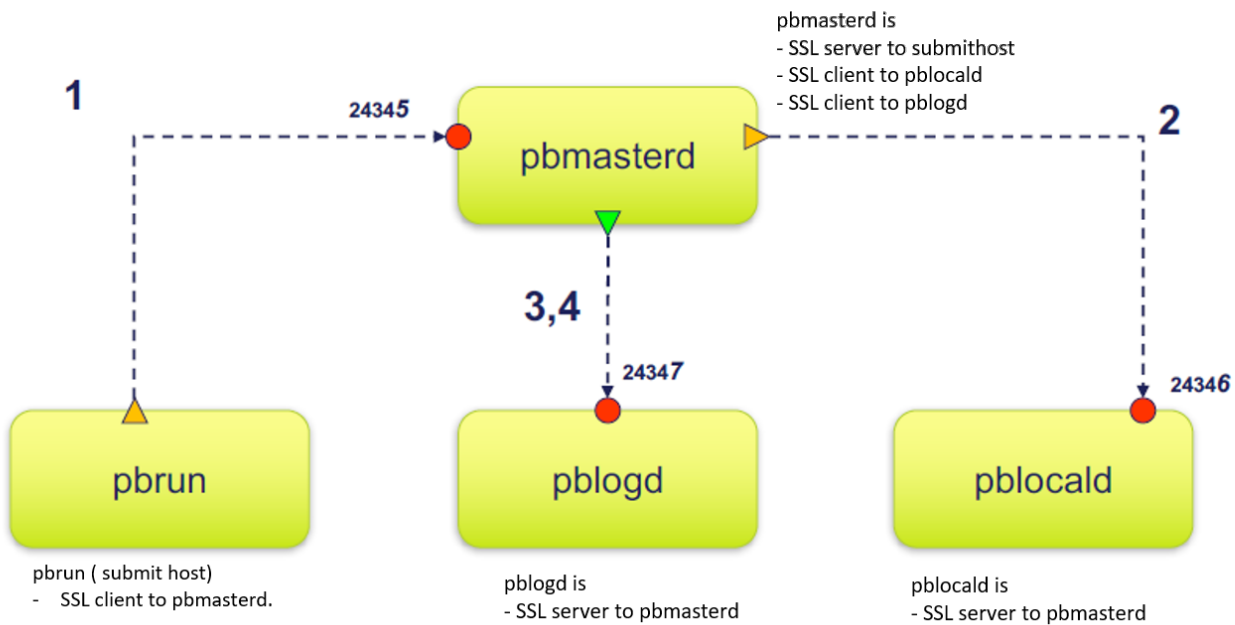 pbmasterd is
- SSL server to submithost
- SSL client to pblocald
- SSL client to pblogd
1
24345
2
pbmasterd
3,4
24347
24346
pbrun
pblogd
pblocald
pbrun ( submit host)
- SSL client to pbmasterd.
pblogd is
- SSL server to pbmasterd
pblocald is
- SSL server to pbmasterd